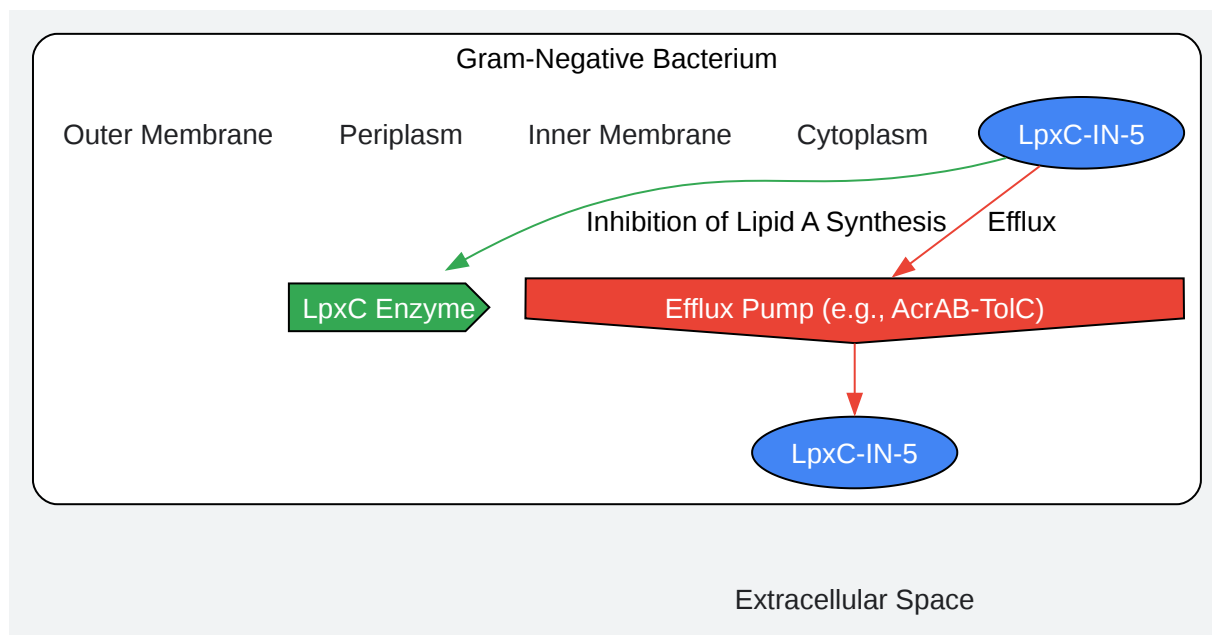 Gram-Negative Bacterium
Outer Membrane
Periplasm
Inner Membrane
Cytoplasm
LpxC-IN-5
Inhibition of Lipid A Synthesis
Efflux
LpxC Enzyme
Efflux Pump (e.g., AcrAB-TolC)
LpxC-IN-5
Extracellular Space